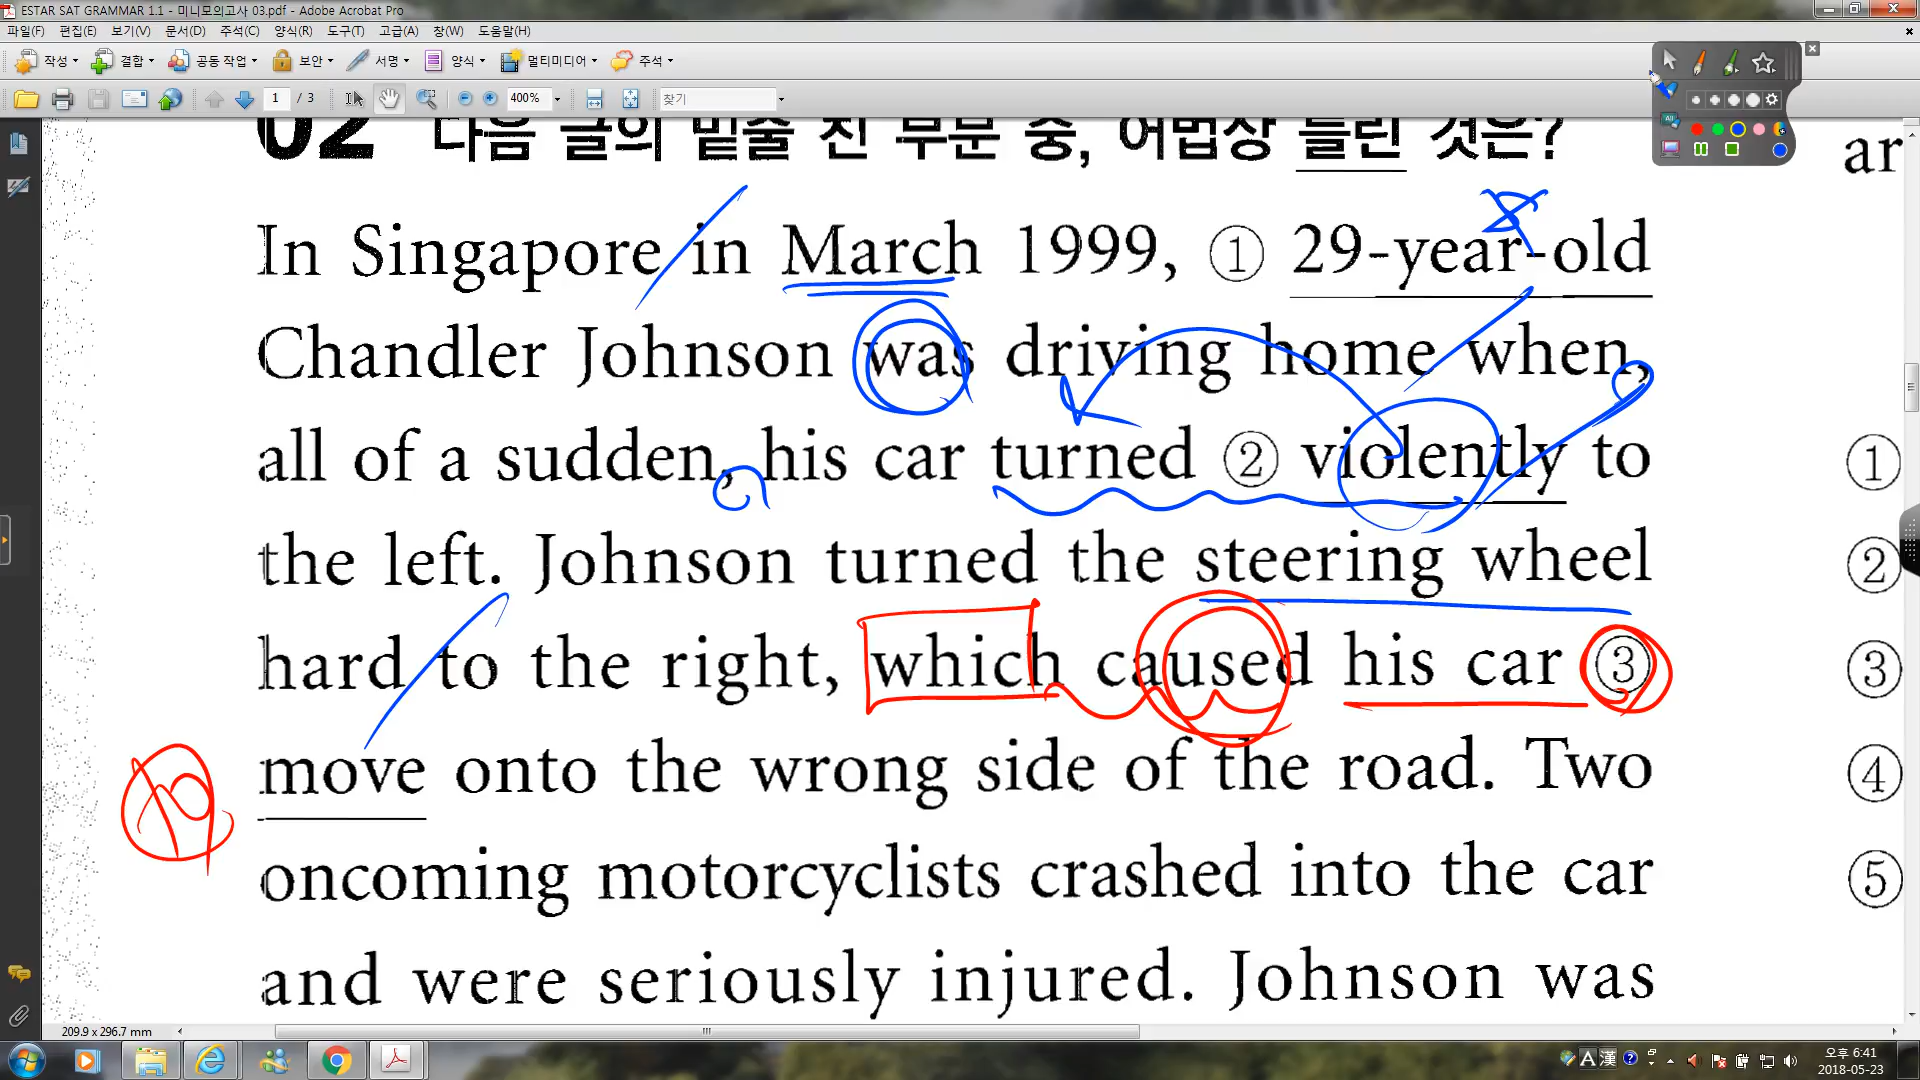 ESTAR SAT GRAMMAR 1.1 - 미니모의고사 03.pdf - Adobe Acrobat Pro
파일(F) 편집(E) 보기(V) 문서(D) 주석(C) 양식(R) 도구(T) 고급(A) 창(W) 도움말(H)
작성 결합 공동 작업 보안 서명 양식 멀티미디어 주석
1 / 3 400% 찾기
02 다음 글의 밑줄 친 부분 중, 어법상 틀린 것은?
In Singapore in March 1999, ① 29-year-old
Chandler Johnson was driving home when,
all of a sudden, his car turned ② violently to
the left. Johnson turned the steering wheel
hard to the right, which caused his car ③
move onto the wrong side of the road. Two
oncoming motorcyclists crashed into the car
and were seriously injured. Johnson was
ar
①
②
③
④
⑤
209.9 x 296.7 mm
A 漢
오후 6:41
2018-05-23